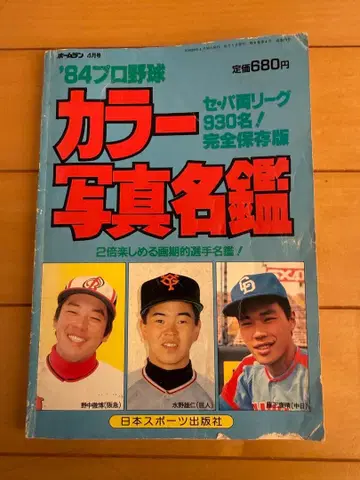 ホームラン 4月号
定価680円
'84プロ野球
セ・パ両リーグ
930名!
完全保存版
カラー
写真名鑑
2倍楽しめる画期的選手名鑑!
野中徹博(阪急)
水野雄仁(巨人)
(中日)
日本スポーツ出版社